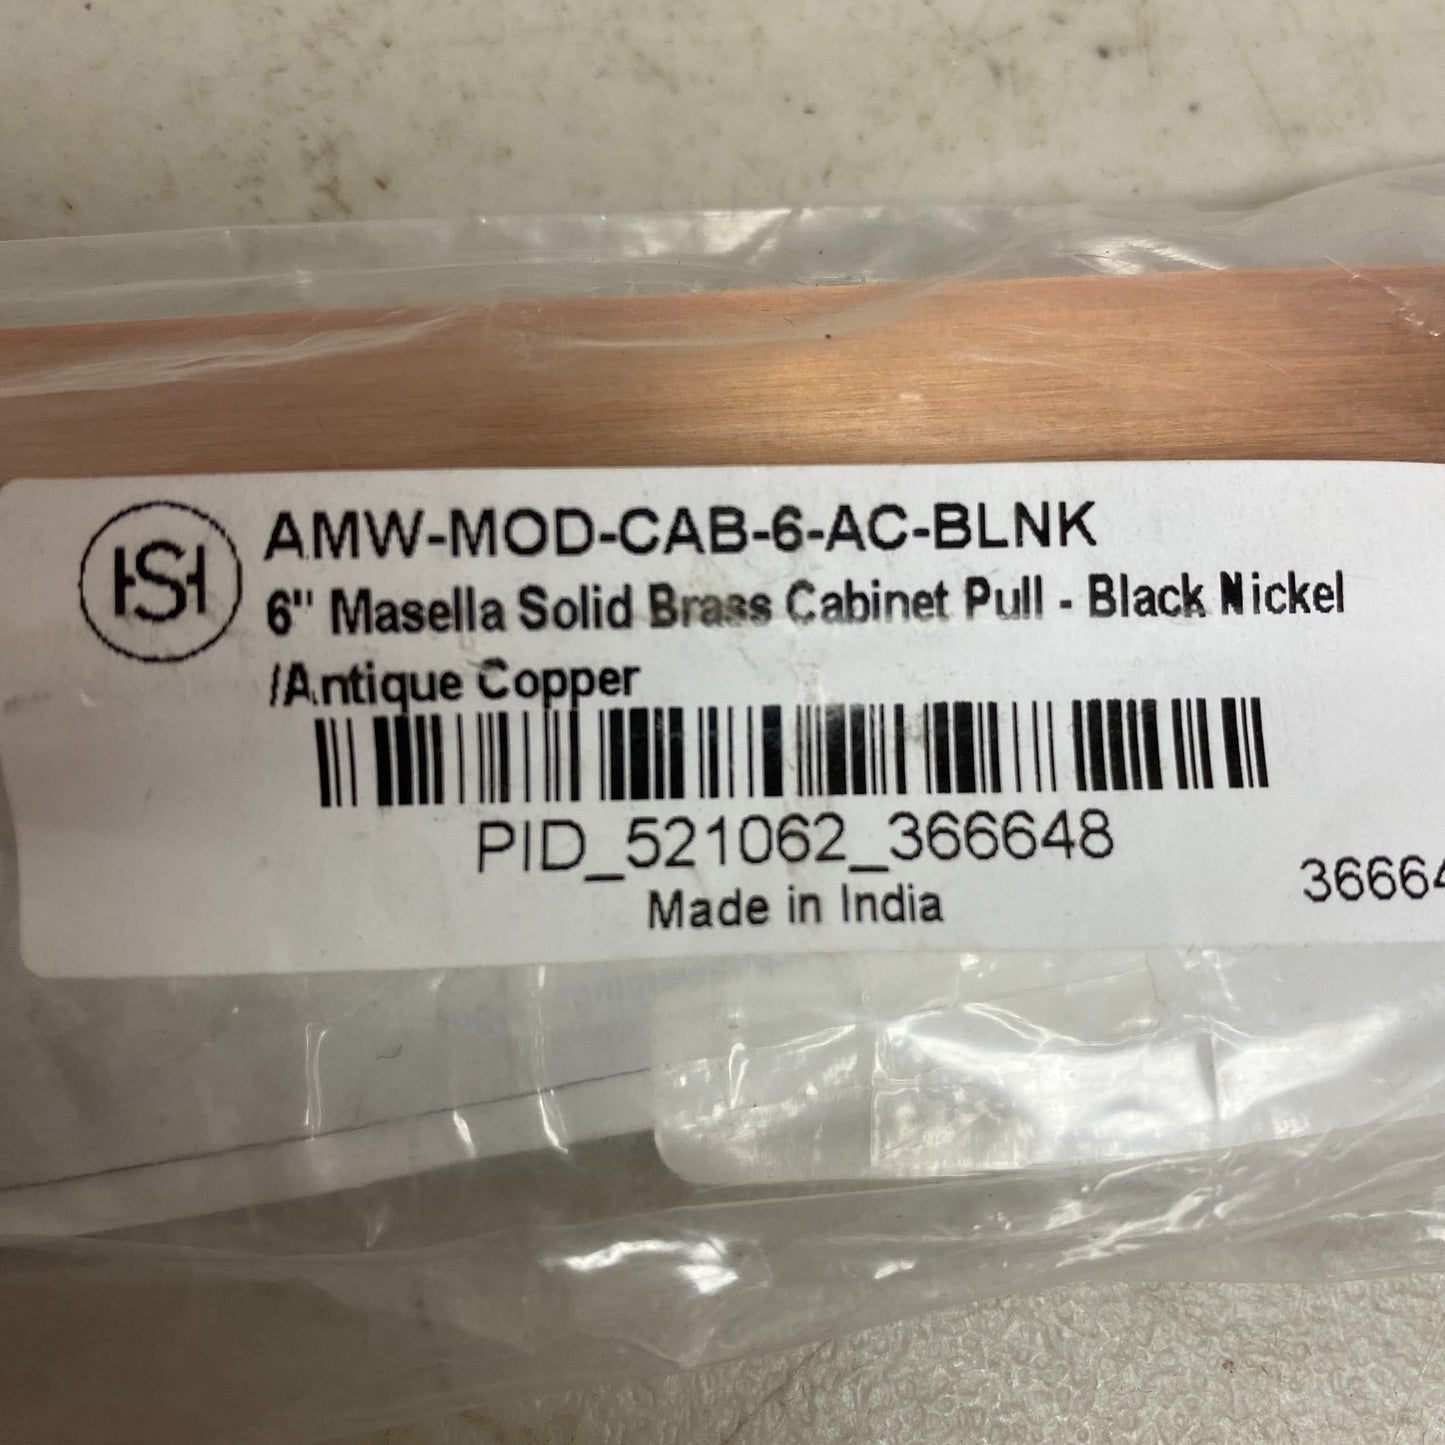 HSH
AMW-MOD-CAB-6-AC-BLNK
6" Masella Solid Brass Cabinet Pull - Black Nickel
/Antique Copper
PID_521062_366648
Made in India
36664